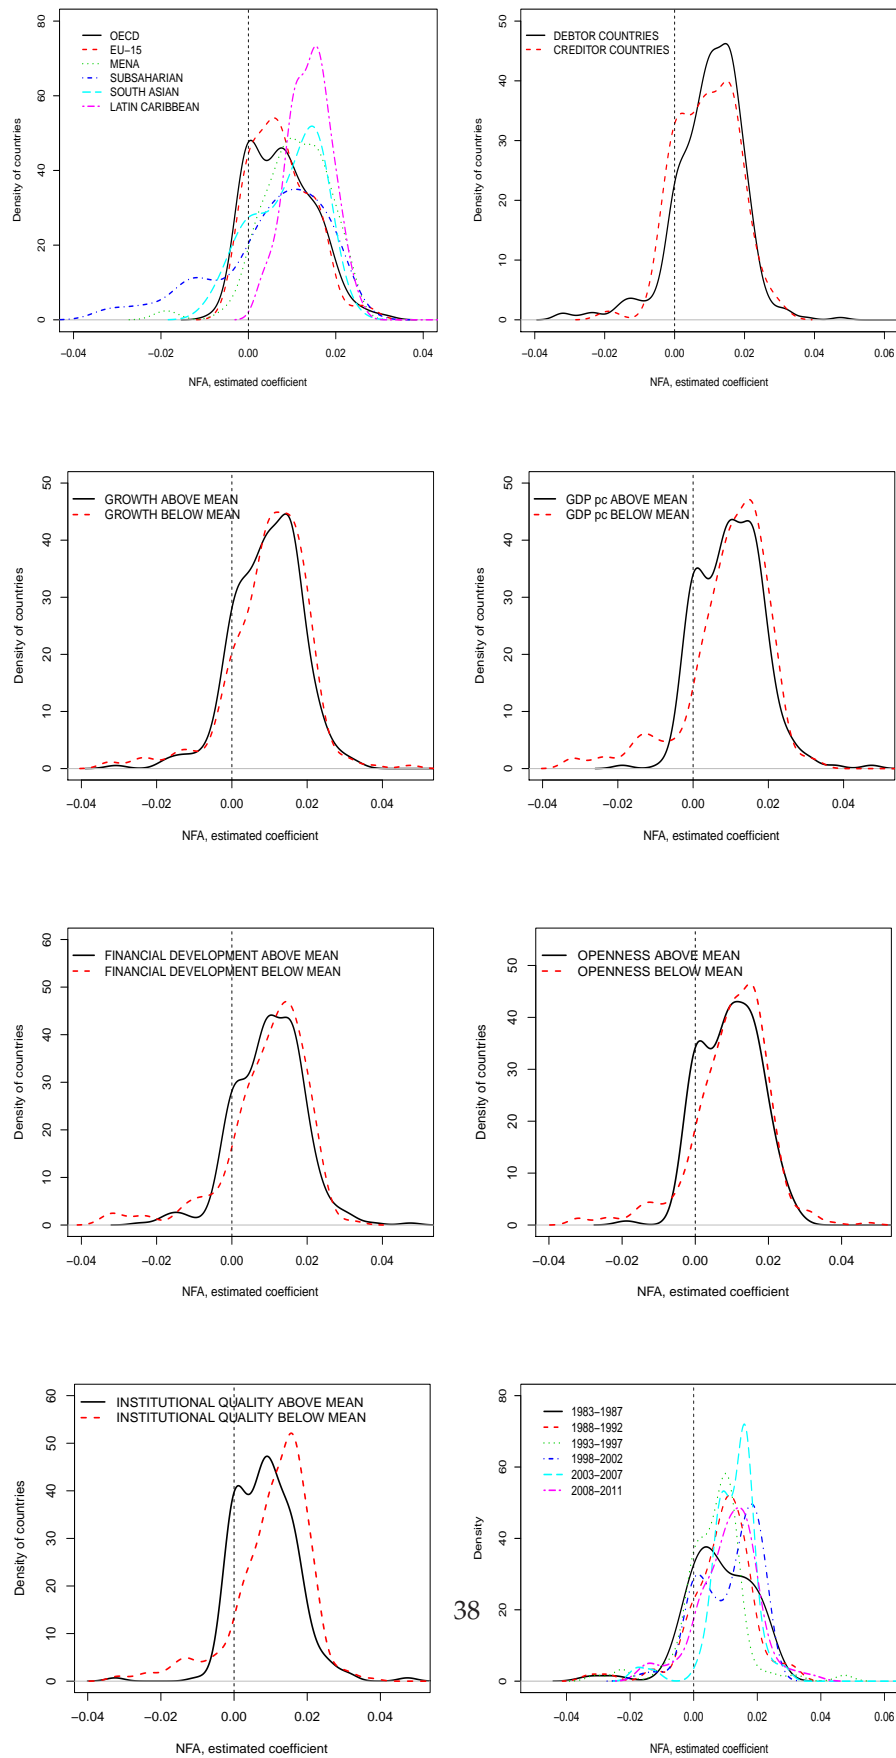 OECD
EU−15
MENA
SUBSAHARIAN
SOUTH ASIAN
LATIN CARIBBEAN
Density of countries
0 20 40 60 80
−0.04 −0.02 0.00 0.02 0.04
NFA, estimated coefficient
DEBTOR COUNTRIES
CREDITOR COUNTRIES
Density of countries
0 10 20 30 40 50
−0.04 −0.02 0.00 0.02 0.04 0.06
NFA, estimated coefficient
GROWTH ABOVE MEAN
GROWTH BELOW MEAN
Density of countries
0 10 20 30 40 50
−0.04 −0.02 0.00 0.02 0.04
NFA, estimated coefficient
GDP pc ABOVE MEAN
GDP pc BELOW MEAN
Density of countries
0 10 20 30 40 50
−0.04 −0.02 0.00 0.02 0.04
NFA, estimated coefficient
FINANCIAL DEVELOPMENT ABOVE MEAN
FINANCIAL DEVELOPMENT BELOW MEAN
Density of countries
0 10 20 30 40 50 60
−0.04 −0.02 0.00 0.02 0.04
NFA, estimated coefficient
OPENNESS ABOVE MEAN
OPENNESS BELOW MEAN
Density of countries
0 10 20 30 40 50
−0.04 −0.02 0.00 0.02 0.04
NFA, estimated coefficient
INSTITUTIONAL QUALITY ABOVE MEAN
INSTITUTIONAL QUALITY BELOW MEAN
Density of countries
0 10 20 30 40 50 60
−0.04 −0.02 0.00 0.02 0.04
NFA, estimated coefficient
1983−1987
1988−1992
1993−1997
1998−2002
2003−2007
2008−2011
Density
0 20 40 60 80
−0.04 −0.02 0.00 0.02 0.04 0.06
NFA, estimated coefficient
38